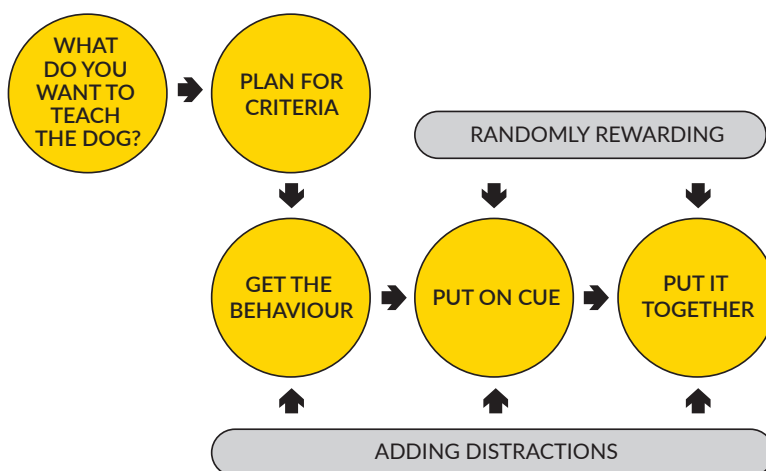 WHAT
DO YOU
WANT TO
TEACH
THE DOG?
PLAN FOR
CRITERIA
RANDOMLY REWARDING
GET THE
BEHAVIOUR
PUT ON CUE
PUT IT
TOGETHER
ADDING DISTRACTIONS